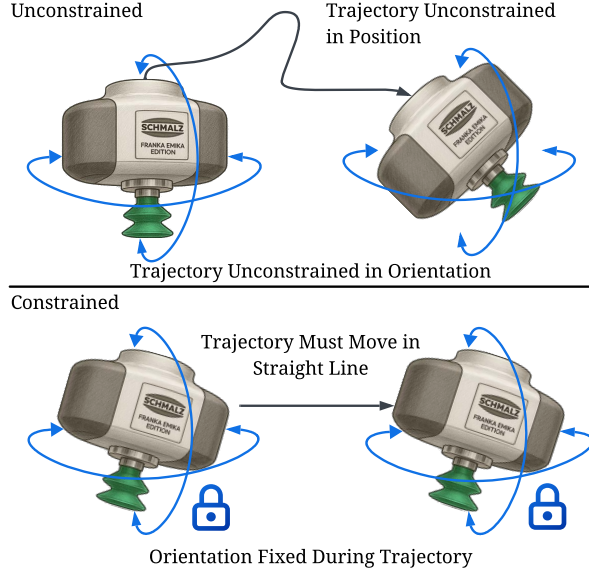 Unconstrained
Trajectory Unconstrained
in Position
SCHMALZ
FRANKA EMIKA
EDITION
SCHMALZ
FRANKA EMIKA
EDITION
Trajectory Unconstrained in Orientation
Constrained
Trajectory Must Move in
Straight Line
SCHMALZ
FRANKA EMIKA
EDITION
SCHMALZ
FRANKA EMIKA
EDITION
Orientation Fixed During Trajectory